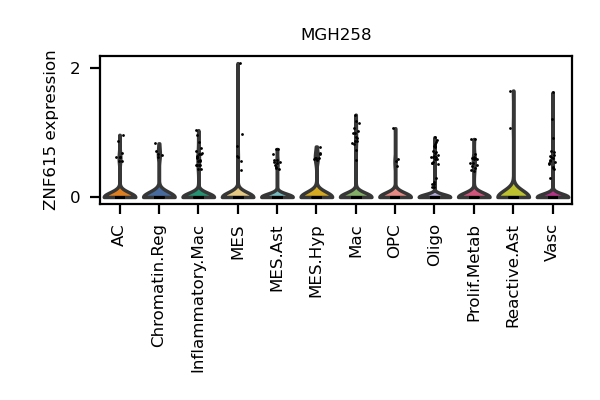 MGH258
ZNF615 expression
2
0
AC
Chromatin.Reg
Inflammatory.Mac
MES
MES.Ast
MES.Hyp
Mac
OPC
Oligo
Prolif.Metab
Reactive.Ast
Vasc